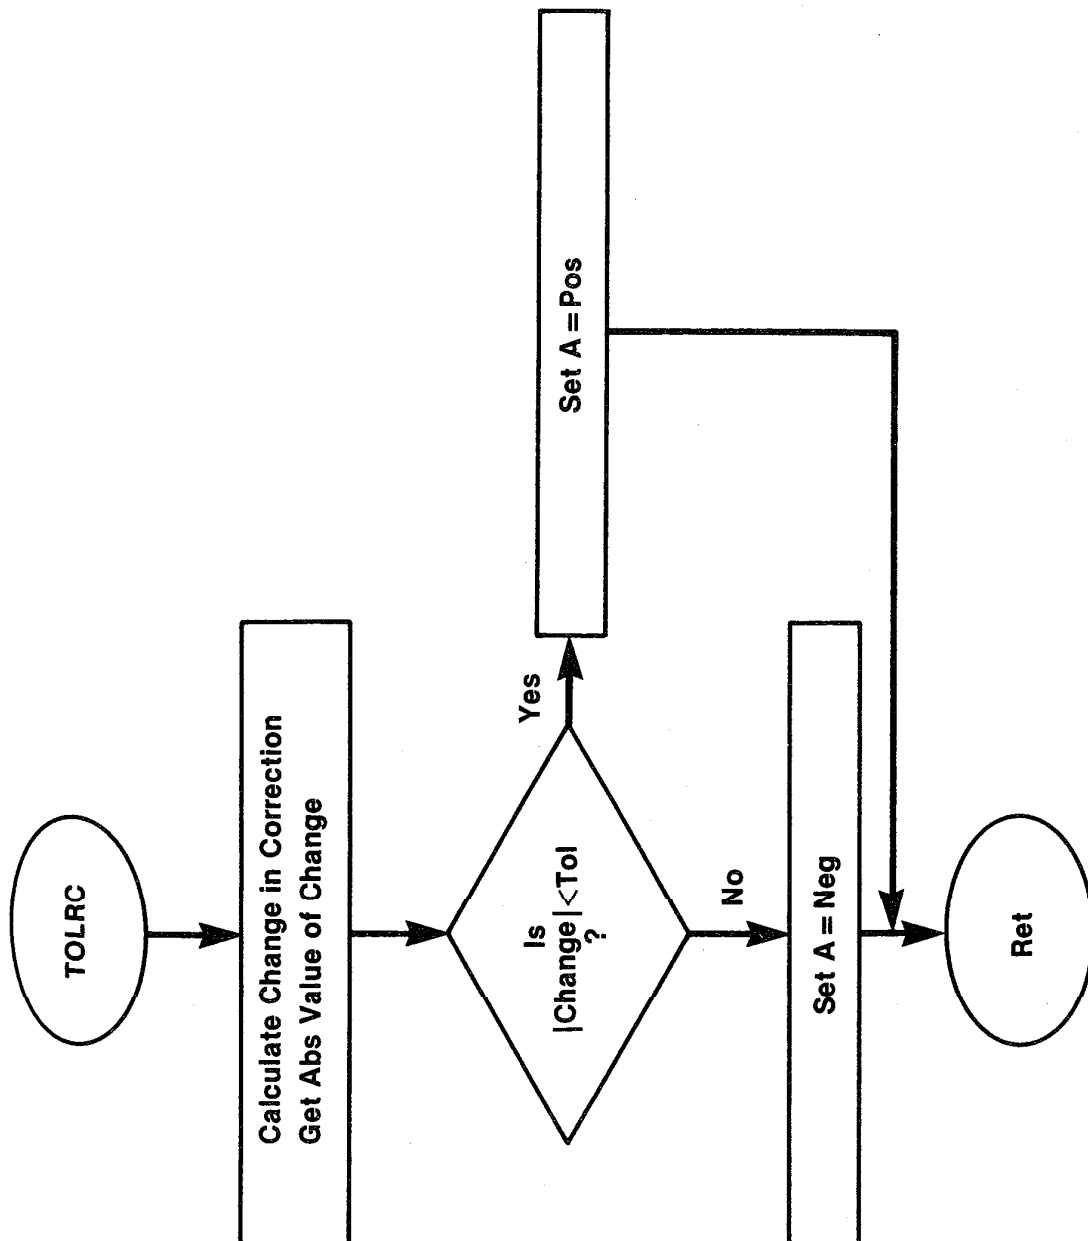 TOLRC
Calculate Change in Correction
Get Abs Value of Change
Is
|Change|<Tol
?
Yes
Set A = Pos
No
Set A = Neg
Ret